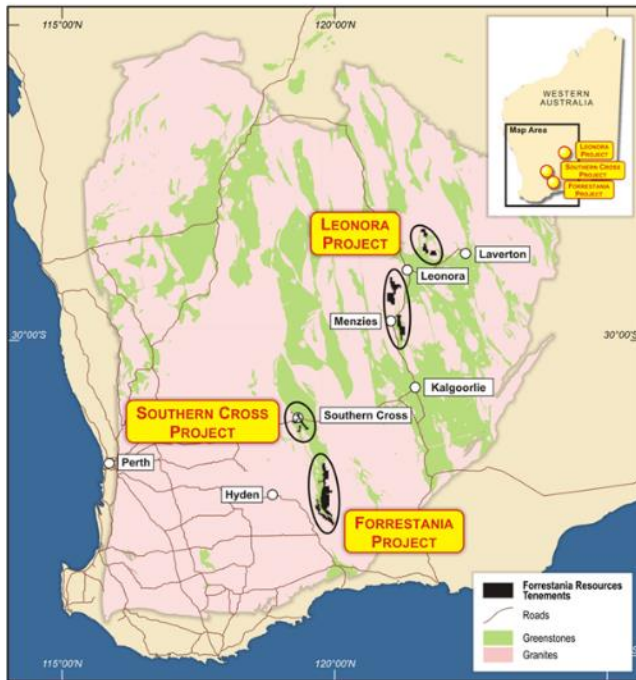 115°00'E
120°00'E
WESTERN
AUSTRALIA
Map Area
LEONORA
PROJECT
SOUTHERN CROSS
PROJECT
FORRESTANIA
PROJECT
LEONORA
PROJECT
Laverton
Leonora
Menzies
30°00'S
30°00'S
Kalgoorlie
SOUTHERN CROSS
PROJECT
Southern Cross
Perth
Hyden
FORRESTANIA
PROJECT
Forrestania Resources
Tenements
Roads
Greenstones
Granites
115°00'E
120°00'E